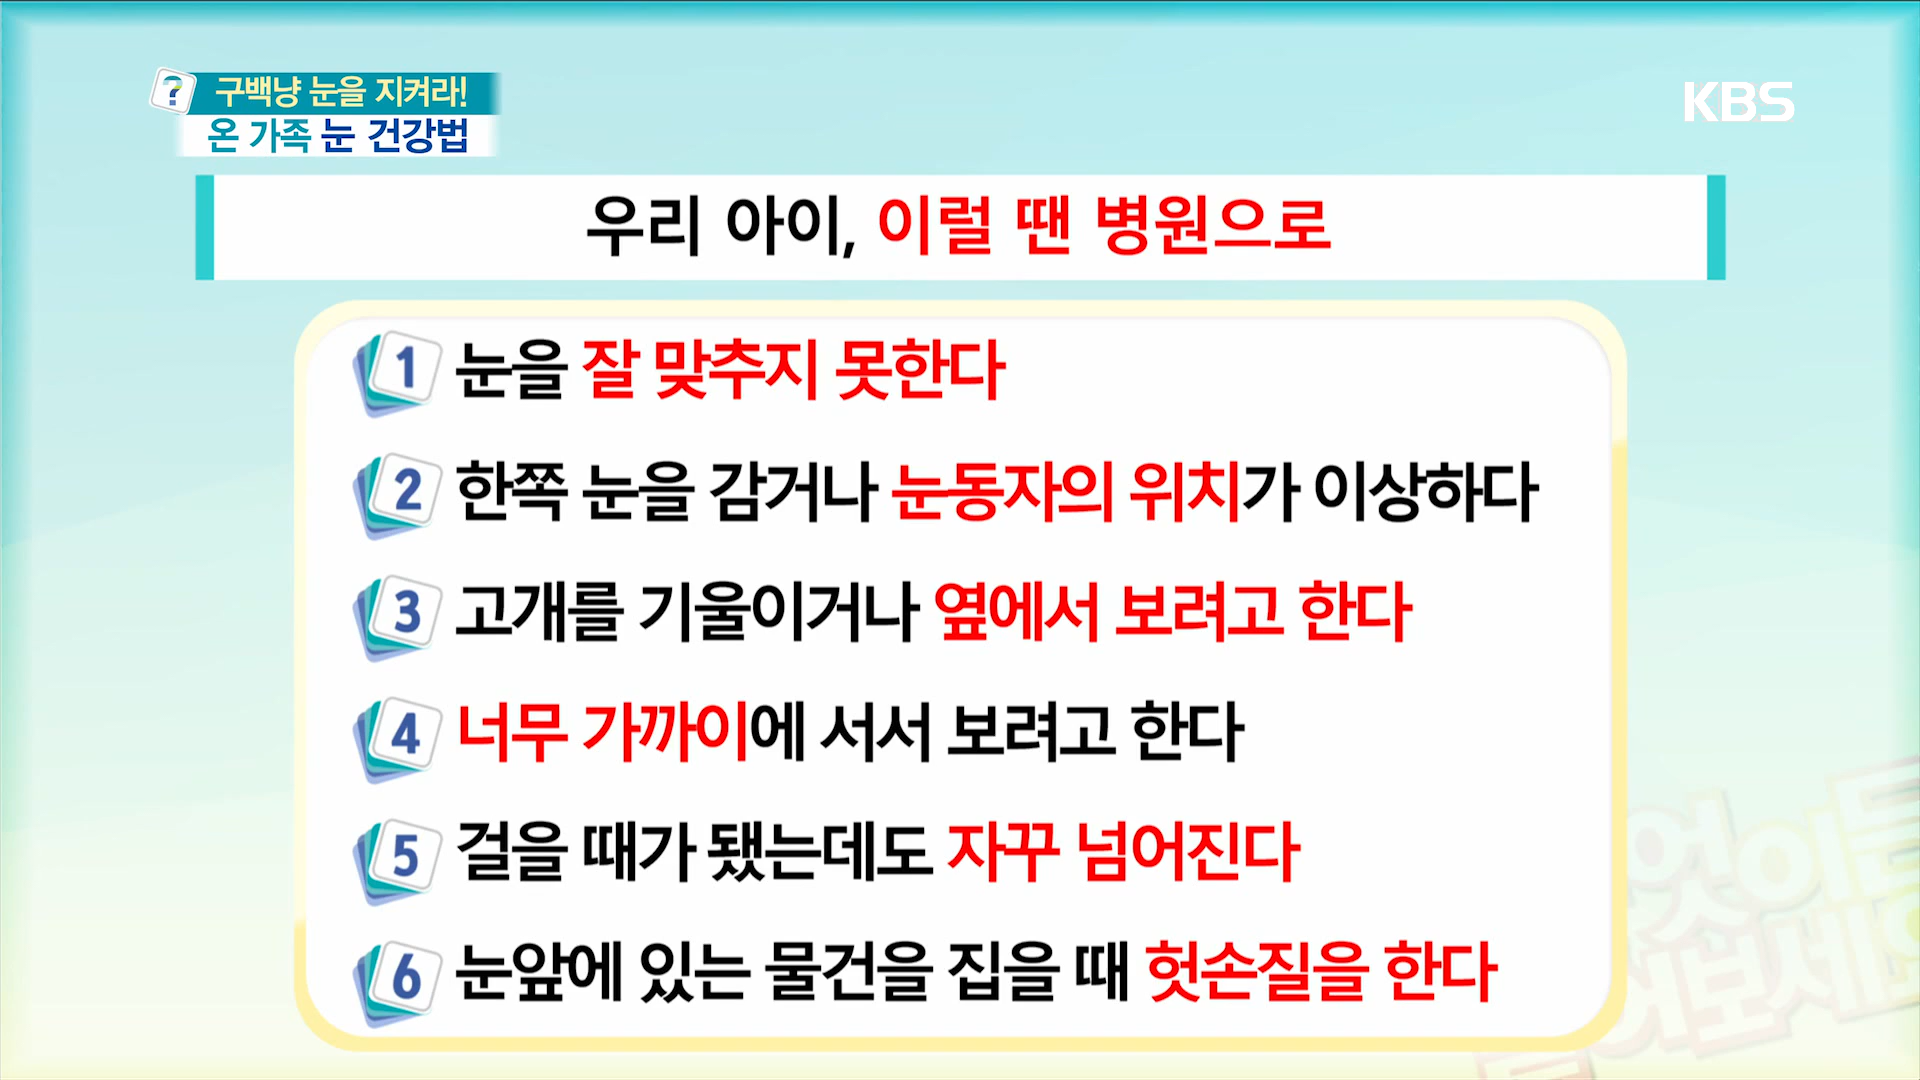 ?
구백냥 눈을 지켜라!
온 가족 눈 건강법
KBS
우리 아이, 이럴 땐 병원으로
1 눈을 잘 맞추지 못한다
2 한쪽 눈을 감거나 눈동자의 위치가 이상하다
3 고개를 기울이거나 옆에서 보려고 한다
4 너무 가까이에 서서 보려고 한다
5 걸을 때가 됐는데도 자꾸 넘어진다
6 눈앞에 있는 물건을 집을 때 헛손질을 한다